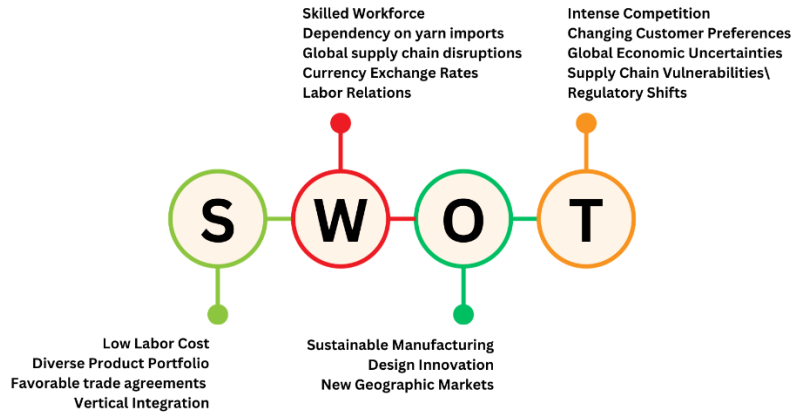 Skilled Workforce
Dependency on yarn imports
Global supply chain disruptions
Currency Exchange Rates
Labor Relations
Intense Competition
Changing Customer Preferences
Global Economic Uncertainties
Supply Chain Vulnerabilities\
Regulatory Shifts
S W O T
Low Labor Cost
Diverse Product Portfolio
Favorable trade agreements
Vertical Integration
Sustainable Manufacturing
Design Innovation
New Geographic Markets